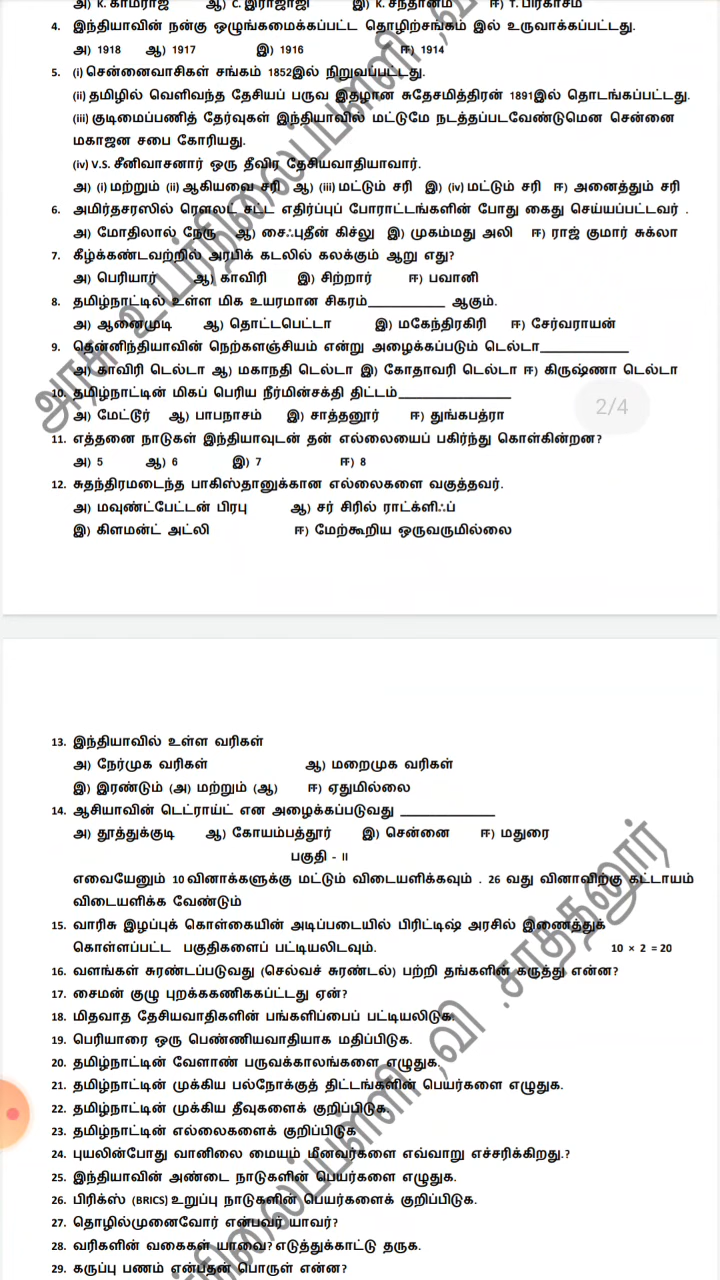 அ) K. காமராஜ் ஆ) C. இராஜாஜி இ) K. சந்தானம் ஈ) T. பிரகாசம்
4. இந்தியாவின் நன்கு ஒழுங்கமைக்கப்பட்ட தொழிற்சங்கம் இல் உருவாக்கப்பட்டது.
அ) 1918 ஆ) 1917 இ) 1916 ஈ) 1914
5. (i) சென்னைவாசிகள் சங்கம் 1852இல் நிறுவப்பட்டது.
(ii) தமிழில் வெளிவந்த தேசியப் பருவ இதழான சுதேசமித்திரன் 1891இல் தொடங்கப்பட்டது.
(iii) குடிமைப்பணித் தேர்வுகள் இந்தியாவில் மட்டுமே நடத்தப்படவேண்டுமென சென்னை
மகாஜன சபை கோரியது.
(iv) V.S. சீனிவாசனார் ஒரு தீவிர தேசியவாதியாவார்.
அ) (i) மற்றும் (ii) ஆகியவை சரி ஆ) (iii) மட்டும் சரி இ) (iv) மட்டும் சரி ஈ) அனைத்தும் சரி
6. அமிர்தசரஸில் ரௌலட் சட்ட எதிர்ப்புப் போராட்டங்களின் போது கைது செய்யப்பட்டவர் .
அ) மோதிலால் நேரு ஆ) சைஃபுதீன் கிச்லு இ) முகம்மது அலி ஈ) ராஜ் குமார் சுக்லா
7. கீழ்க்கண்டவற்றில் அரபிக் கடலில் கலக்கும் ஆறு எது?
அ) பெரியார் ஆ) காவிரி இ) சிற்றார் ஈ) பவானி
8. தமிழ்நாட்டில் உள்ள மிக உயரமான சிகரம்__________ ஆகும்.
அ) ஆனைமுடி ஆ) தொட்டபெட்டா இ) மகேந்திரகிரி ஈ) சேர்வராயன்
9. தென்னிந்தியாவின் நெற்களஞ்சியம் என்று அழைக்கப்படும் டெல்டா____________
அ) காவிரி டெல்டா ஆ) மகாநதி டெல்டா இ) கோதாவரி டெல்டா ஈ) கிருஷ்ணா டெல்டா
10. தமிழ்நாட்டின் மிகப் பெரிய நீர்மின்சக்தி திட்டம்_______________
2/4
அ) மேட்டூர் ஆ) பாபநாசம் இ) சாத்தனூர் ஈ) துங்கபத்ரா
11. எத்தனை நாடுகள் இந்தியாவுடன் தன் எல்லையைப் பகிர்ந்து கொள்கின்றன?
அ) 5 ஆ) 6 இ) 7 ஈ) 8
12. சுதந்திரமடைந்த பாகிஸ்தானுக்கான எல்லைகளை வகுத்தவர்.
அ) மவுண்ட்பேட்டன் பிரபு ஆ) சர் சிரில் ராட்க்ளிஃப்
இ) கிளமன்ட் அட்லி ஈ) மேற்கூறிய ஒருவருமில்லை
13. இந்தியாவில் உள்ள வரிகள்
அ) நேர்முக வரிகள் ஆ) மறைமுக வரிகள்
இ) இரண்டும் (அ) மற்றும் (ஆ) ஈ) ஏதுமில்லை
14. ஆசியாவின் டெட்ராய்ட் என அழைக்கப்படுவது _____________
அ) தூத்துக்குடி ஆ) கோயம்பத்தூர் இ) சென்னை ஈ) மதுரை
பகுதி - II
எவையேனும் 10 வினாக்களுக்கு மட்டும் விடையளிக்கவும் . 26 வது வினாவிற்கு கட்டாயம்
விடையளிக்க வேண்டும்
15. வாரிசு இழப்புக் கொள்கையின் அடிப்படையில் பிரிட்டிஷ் அரசில் இணைத்துக்
கொள்ளப்பட்ட பகுதிகளைப் பட்டியலிடவும். 10 × 2 = 20
16. வளங்கள் சுரண்டப்படுவது (செல்வச் சுரண்டல்) பற்றி தங்களின் கருத்து என்ன?
17. சைமன் குழு புறக்ககணிககப்பட்டது ஏன்?
18. மிதவாத தேசியவாதிகளின் பங்களிப்பைப் பட்டியலிடுக.
19. பெரியாரை ஒரு பெண்ணியவாதியாக மதிப்பிடுக.
20. தமிழ்நாட்டின் வேளாண் பருவக்காலங்களை எழுதுக.
21. தமிழ்நாட்டின் முக்கிய பல்நோக்குத் திட்டங்களின் பெயர்களை எழுதுக.
22. தமிழ்நாட்டின் முக்கிய தீவுகளைக் குறிப்பிடுக.
23. தமிழ்நாட்டின் எல்லைகளைக் குறிப்பிடுக
24. புயலின்போது வானிலை மையம் மீனவர்களை எவ்வாறு எச்சரிக்கிறது.?
25. இந்தியாவின் அண்டை நாடுகளின் பெயர்களை எழுதுக.
26. பிரிக்ஸ் (BRICS) உறுப்பு நாடுகளின் பெயர்களைக் குறிப்பிடுக.
27. தொழில்முனைவோர் என்பவர் யாவர்?
28. வரிகளின் வகைகள் யாவை? எடுத்துக்காட்டு தருக.
29. கருப்பு பணம் என்பதன் பொருள் என்ன?
அரசு உயர்நிலைப்பள்ளி ,வி
நிலைப்பள்ளி ,வி .சாத்தனூர்